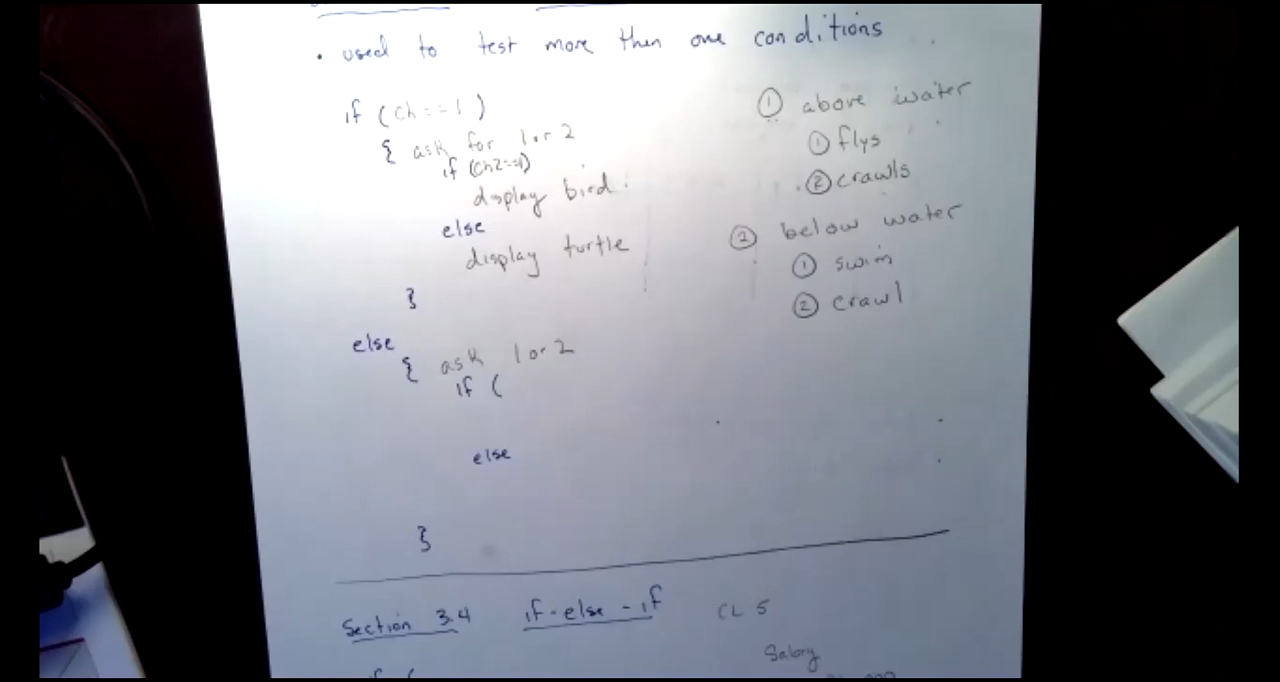 • used to test more then one conditions
if (ch==1)
{ ask for 1 or 2
if (ch2==1)
display bird
else
display turtle
}
else
{ ask 1 or 2
if (
else
}
① above water
① flys
② crawls
② below water
① swim
② crawl
Section 3.4 if-else-if CL 5
Salary
if (